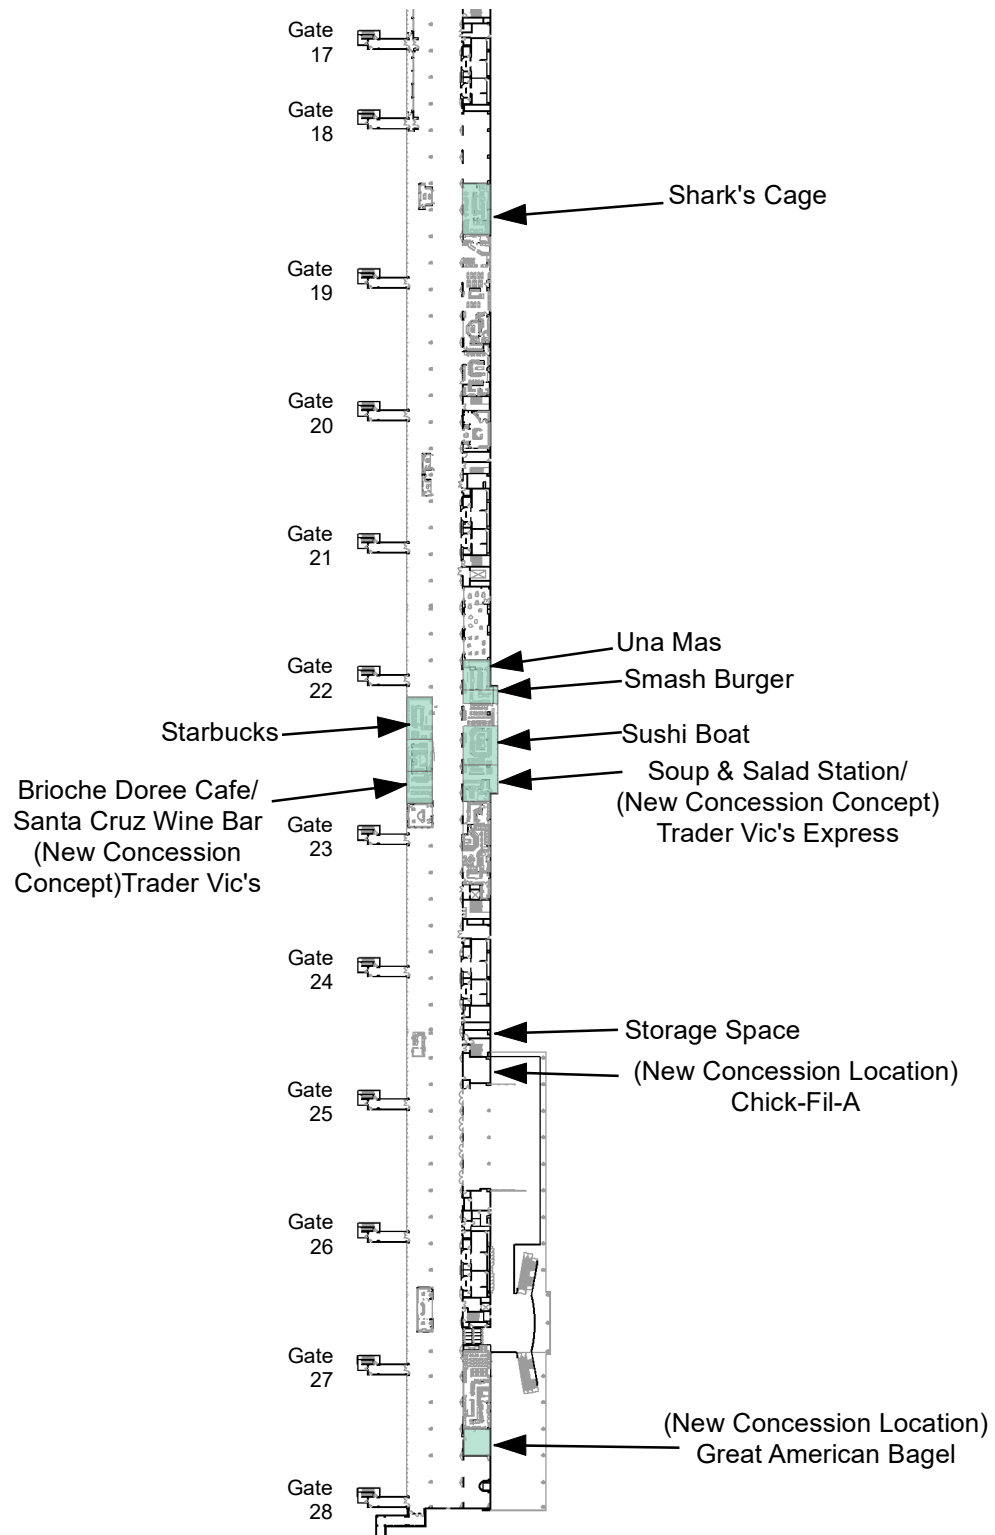 Gate
17
Gate
18
Shark's Cage
Gate
19
Gate
20
Gate
21
Una Mas
Gate
22
Smash Burger
Starbucks
Sushi Boat
Soup & Salad Station/
(New Concession Concept)
Trader Vic's Express
Brioche Doree Cafe/
Santa Cruz Wine Bar
(New Concession
Concept)Trader Vic's
Gate
23
Gate
24
Storage Space
(New Concession Location)
Chick-Fil-A
Gate
25
Gate
26
Gate
27
(New Concession Location)
Great American Bagel
Gate
28